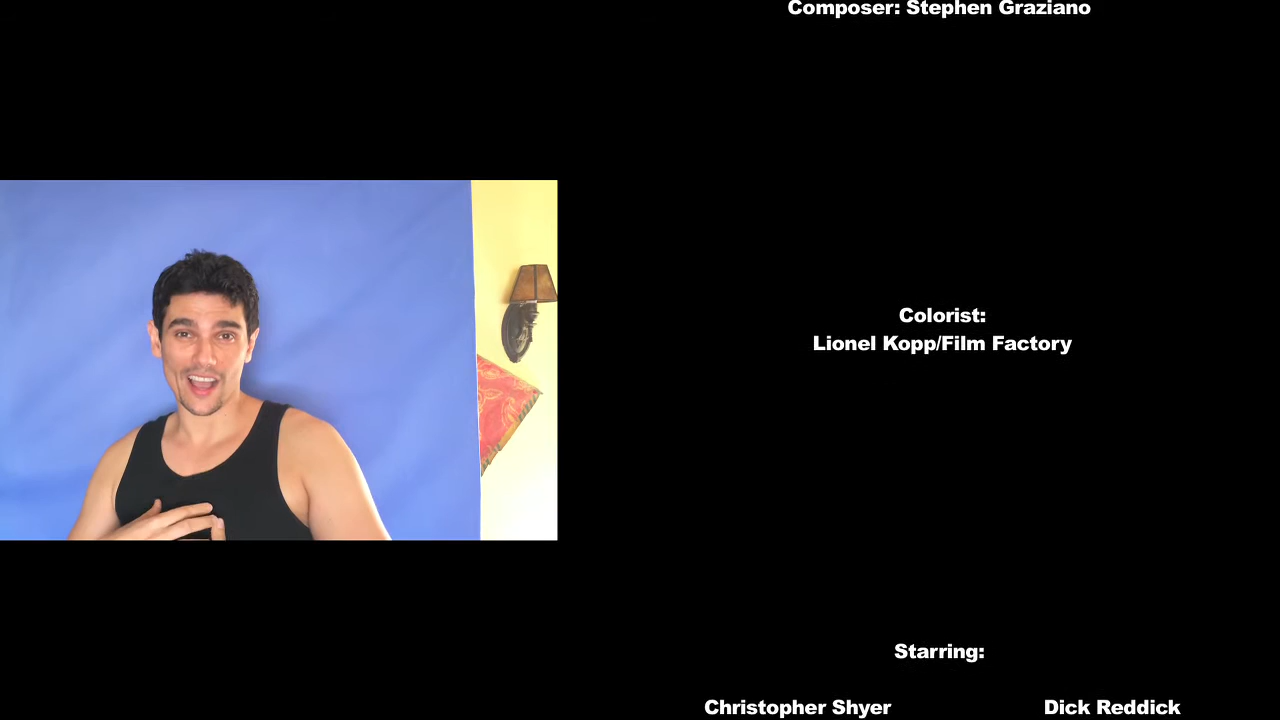 Composer: Stephen Graziano
Colorist:
Lionel Kopp/Film Factory
Starring:
Christopher Shyer Dick Reddick